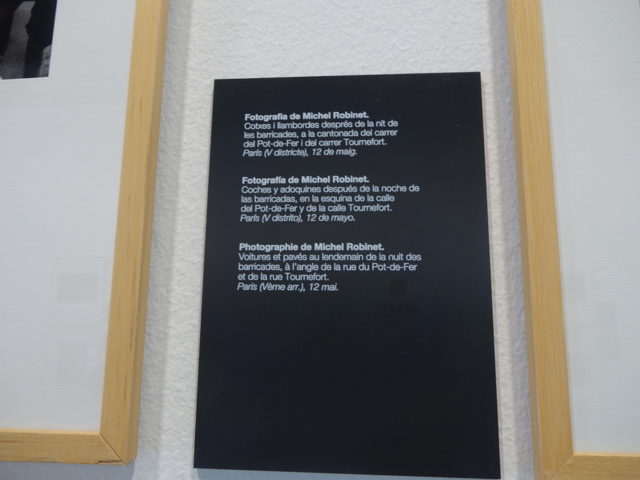 Fotografia de Michel Robinet.
Cotxes i llambordes després de la nit de
les barricades, a la cantonada del carrer
del Pot-de-Fer i del carrer Tournefort.
París (V districte), 12 de maig.
Fotografía de Michel Robinet.
Coches y adoquines después de la noche de
las barricadas, en la esquina de la calle
del Pot-de-Fer y de la calle Tournefort.
París (V distrito), 12 de mayo.
Photographie de Michel Robinet.
Voitures et pavés au lendemain de la nuit des
barricades, à l'angle de la rue du Pot-de-Fer
et de la rue Tournefort.
Paris (Vème arr.), 12 mai.